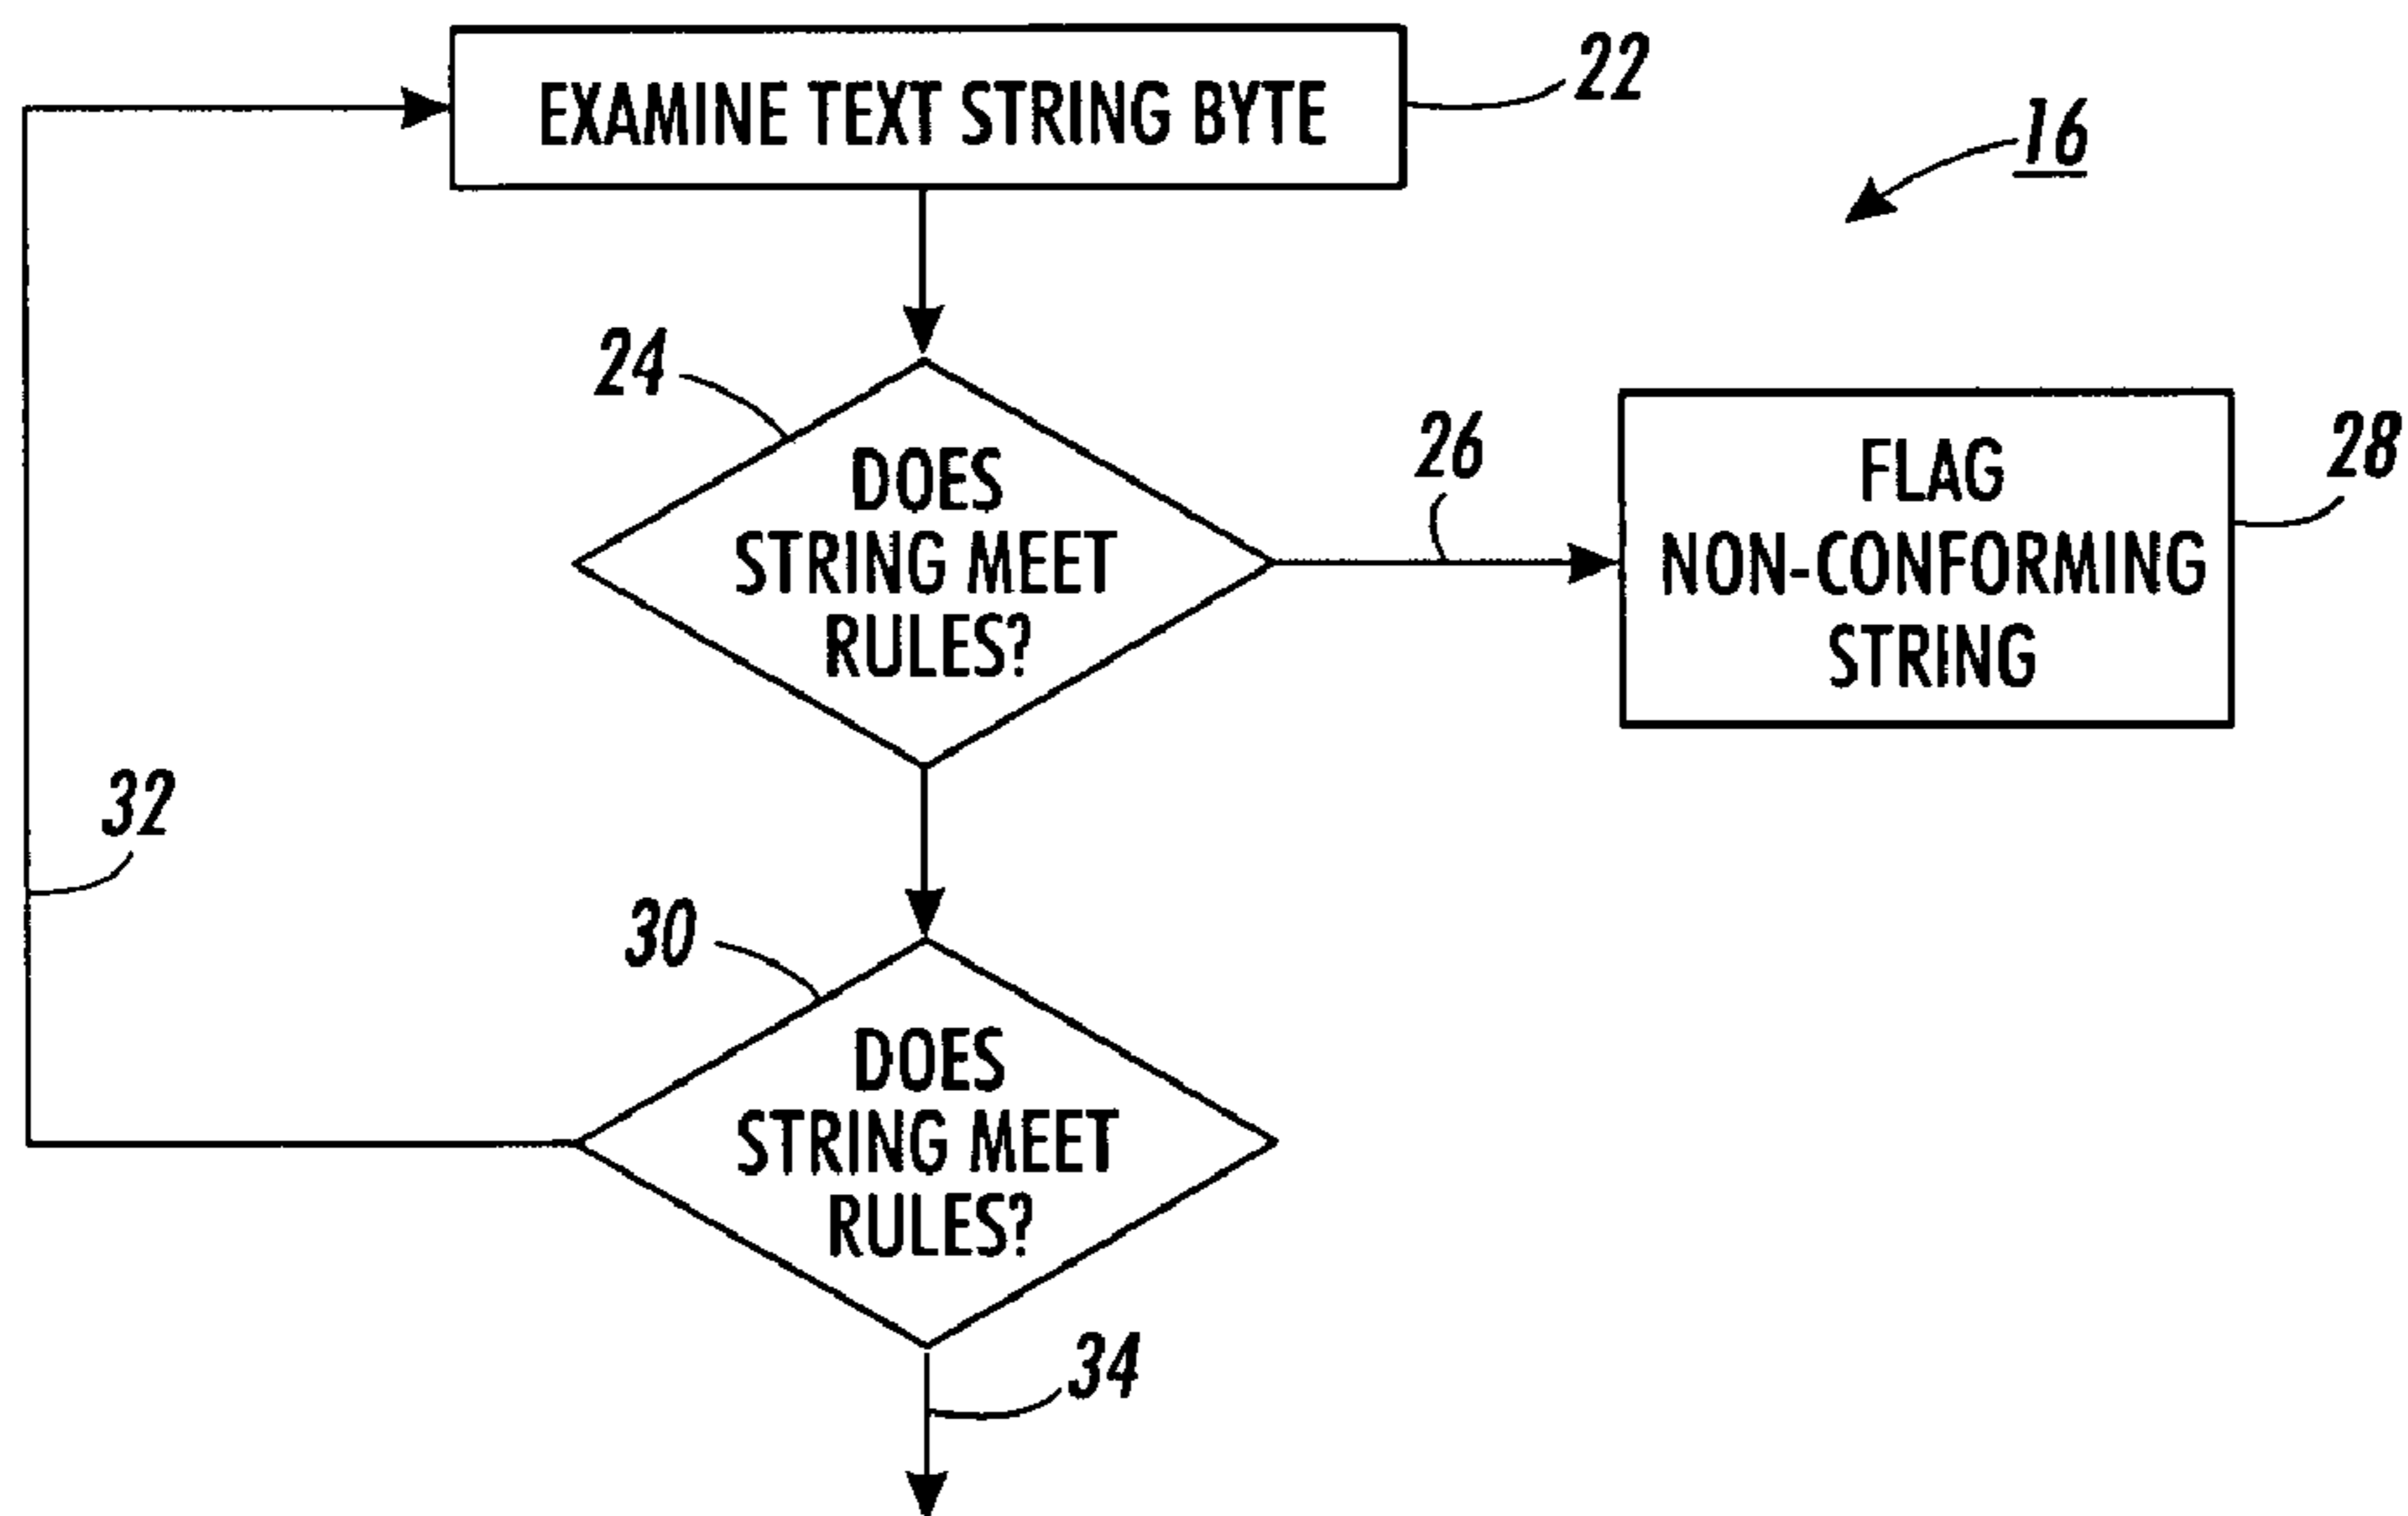 EXAMINE TEXT STRING BYTE
22
16
24
DOES
STRING MEET
RULES?
26
FLAG
NON-CONFORMING
STRING
28
32
30
DOES
STRING MEET
RULES?
34